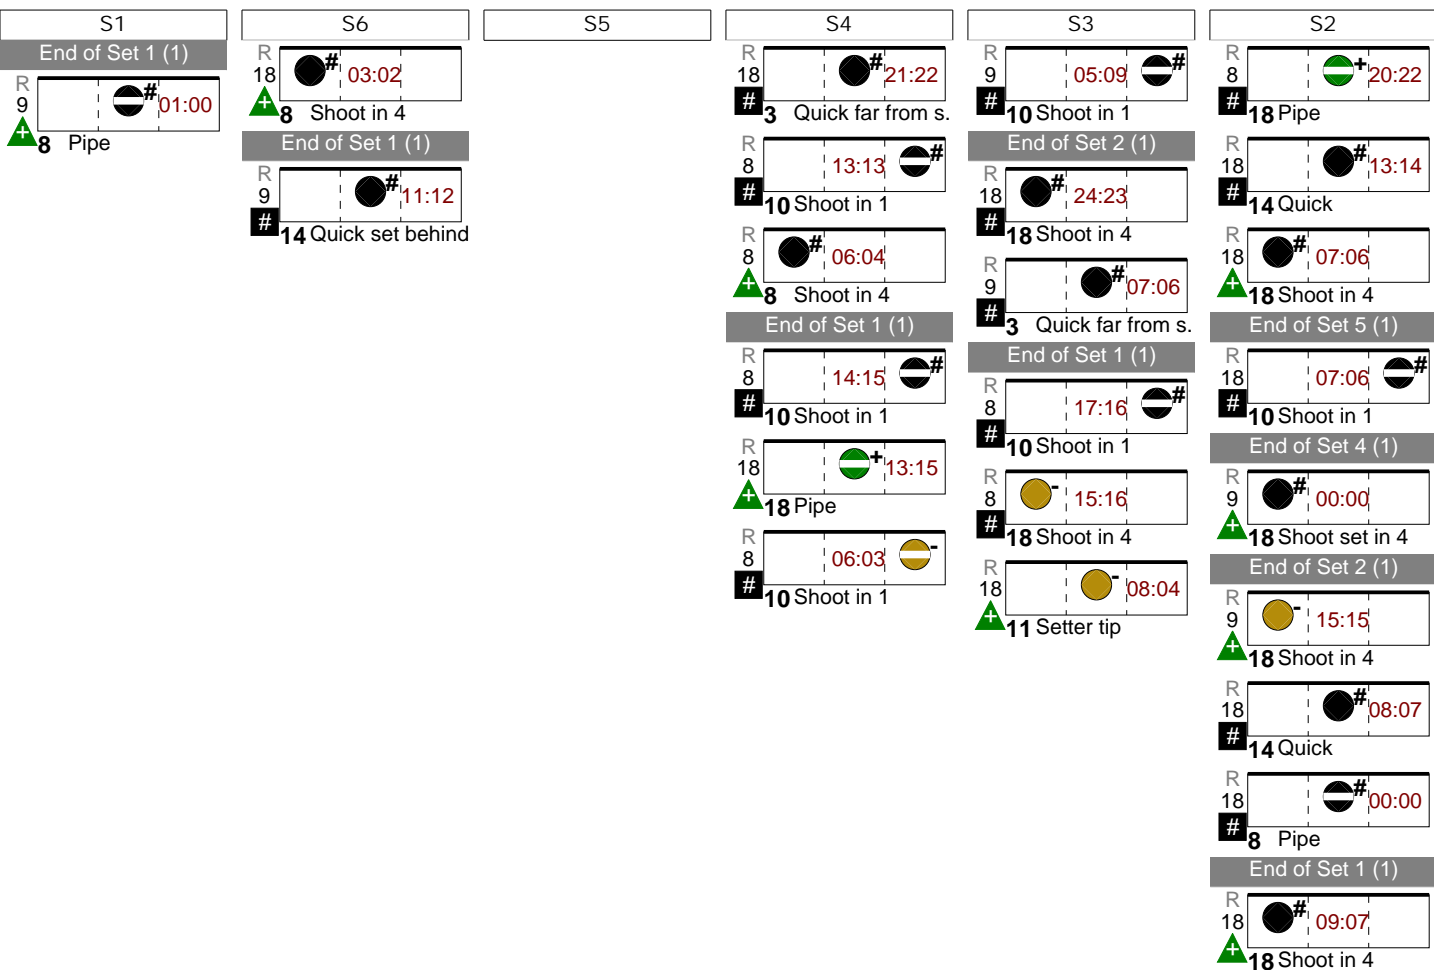 S1
End of Set 1 (1)
R
9
#
01:00
+
8 Pipe
S6
R
18
#
03:02
+
8 Shoot in 4
End of Set 1 (1)
R
9
#
11:12
#
14 Quick set behind
S5
S4
R
18
#
21:22
#
3 Quick far from s.
R
8
13:13
#
#
10 Shoot in 1
R
8
#
06:04
+
8 Shoot in 4
End of Set 1 (1)
R
8
14:15
#
#
10 Shoot in 1
R
18
+
13:15
+
18 Pipe
R
8
06:03
-
#
10 Shoot in 1
S3
R
9
05:09
#
#
10 Shoot in 1
End of Set 2 (1)
R
18
#
24:23
#
18 Shoot in 4
R
9
#
07:06
#
3 Quick far from s.
End of Set 1 (1)
R
8
17:16
#
#
10 Shoot in 1
R
8
-
15:16
#
18 Shoot in 4
R
18
-
08:04
+
11 Setter tip
S2
R
8
+
20:22
#
18 Pipe
R
18
#
13:14
#
14 Quick
R
18
#
07:06
+
18 Shoot in 4
End of Set 5 (1)
R
18
07:06
#
#
10 Shoot in 1
End of Set 4 (1)
R
9
#
00:00
+
18 Shoot set in 4
End of Set 2 (1)
R
9
-
15:15
+
18 Shoot in 4
R
18
#
08:07
#
14 Quick
R
18
#
00:00
#
8 Pipe
End of Set 1 (1)
R
18
#
09:07
+
18 Shoot in 4